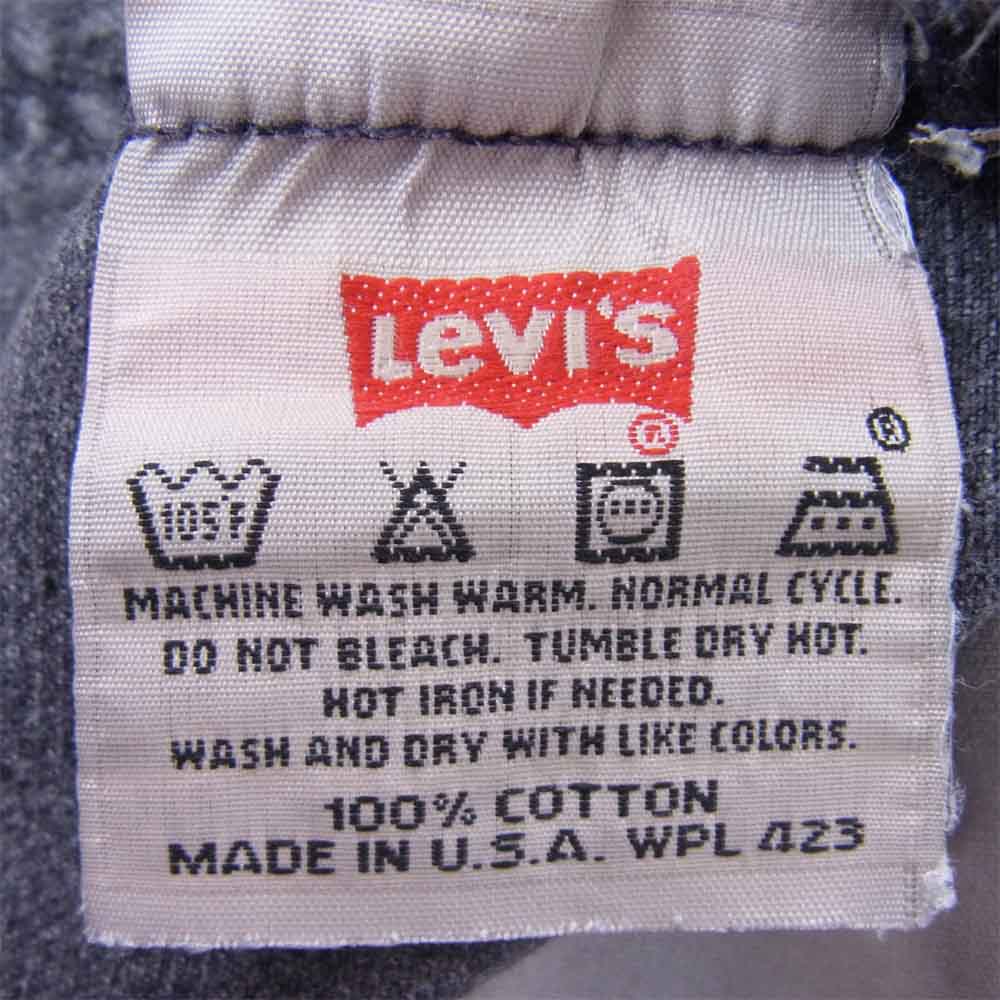 Levi's
®
®
105°F
MACHINE WASH WARM. NORMAL CYCLE.
DO NOT BLEACH. TUMBLE DRY HOT.
HOT IRON IF NEEDED.
WASH AND DRY WITH LIKE COLORS.
100% COTTON
MADE IN U.S.A. WPL 423